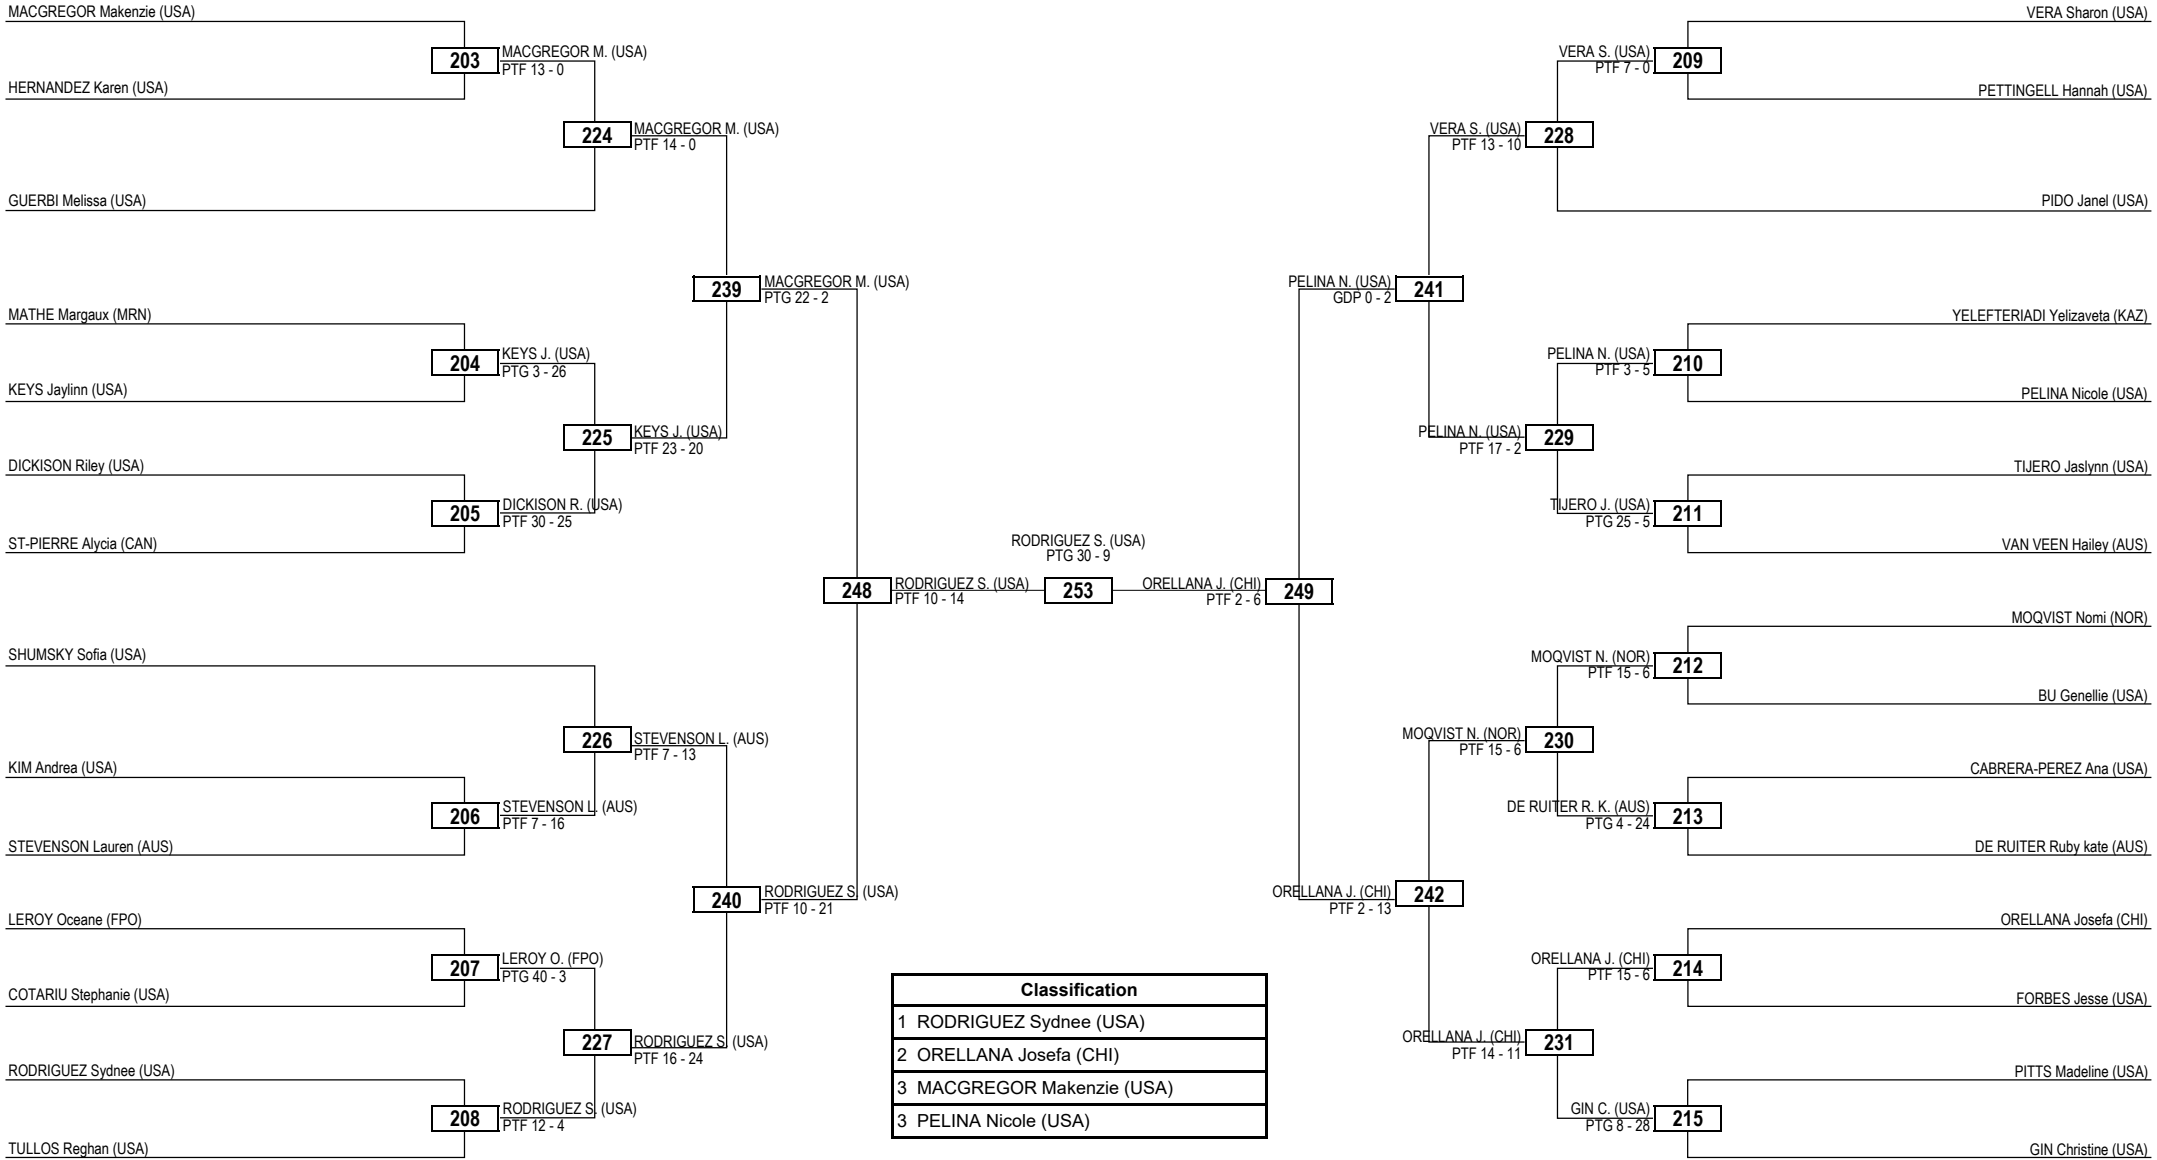 MACGREGOR Makenzie (USA)
203
MACGREGOR M. (USA)
PTF 13 - 0
HERNANDEZ Karen (USA)
224
MACGREGOR M. (USA)
PTF 14 - 0
GUERBI Melissa (USA)
239
MACGREGOR M. (USA)
PTG 22 - 2
MATHE Margaux (MRN)
204
KEYS J. (USA)
PTG 3 - 26
KEYS Jaylinn (USA)
225
KEYS J. (USA)
PTF 23 - 20
DICKISON Riley (USA)
205
DICKISON R. (USA)
PTF 30 - 25
ST-PIERRE Alycia (CAN)
248
RODRIGUEZ S. (USA)
PTF 10 - 14
SHUMSKY Sofia (USA)
226
STEVENSON L. (AUS)
PTF 7 - 13
KIM Andrea (USA)
206
STEVENSON L. (AUS)
PTF 7 - 16
STEVENSON Lauren (AUS)
240
RODRIGUEZ S. (USA)
PTF 10 - 21
LEROY Oceane (FPO)
207
LEROY O. (FPO)
PTG 40 - 3
COTARIU Stephanie (USA)
227
RODRIGUEZ S. (USA)
PTF 16 - 24
RODRIGUEZ Sydnee (USA)
208
RODRIGUEZ S. (USA)
PTF 12 - 4
TULLOS Reghan (USA)
RODRIGUEZ S. (USA)
PTG 30 - 9
253
VERA Sharon (USA)
VERA S. (USA)
PTF 7 - 0
209
PETTINGELL Hannah (USA)
VERA S. (USA)
PTF 13 - 10
228
PIDO Janel (USA)
PELINA N. (USA)
GDP 0 - 2
241
YELEFTERIADI Yelizaveta (KAZ)
PELINA N. (USA)
PTF 3 - 5
210
PELINA Nicole (USA)
PELINA N. (USA)
PTF 17 - 2
229
TIJERO Jaslynn (USA)
TIJERO J. (USA)
PTG 25 - 5
211
VAN VEEN Hailey (AUS)
ORELLANA J. (CHI)
PTF 2 - 6
249
MOQVIST Nomi (NOR)
MOQVIST N. (NOR)
PTF 15 - 6
212
BU Genellie (USA)
MOQVIST N. (NOR)
PTF 15 - 6
230
CABRERA-PEREZ Ana (USA)
DE RUITER R. K. (AUS)
PTG 4 - 24
213
DE RUITER Ruby kate (AUS)
ORELLANA J. (CHI)
PTF 2 - 13
242
ORELLANA Josefa (CHI)
ORELLANA J. (CHI)
PTF 15 - 6
214
FORBES Jesse (USA)
ORELLANA J. (CHI)
PTF 14 - 11
231
PITTS Madeline (USA)
GIN C. (USA)
PTG 8 - 28
215
GIN Christine (USA)
Classification
1 RODRIGUEZ Sydnee (USA)
2 ORELLANA Josefa (CHI)
3 MACGREGOR Makenzie (USA)
3 PELINA Nicole (USA)